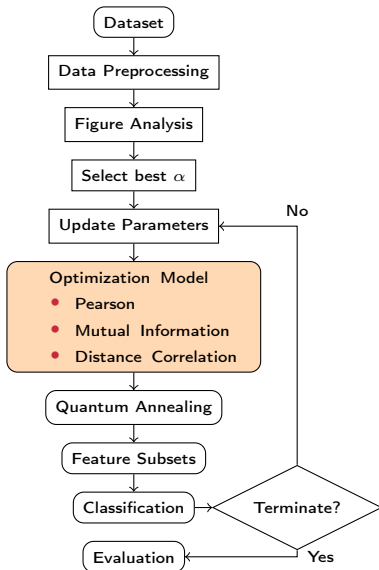 Dataset
Data Preprocessing
Figure Analysis
Select best α
No
Update Parameters
Optimization Model
• Pearson
• Mutual Information
• Distance Correlation
Quantum Annealing
Feature Subsets
Classification
Terminate?
Evaluation
Yes